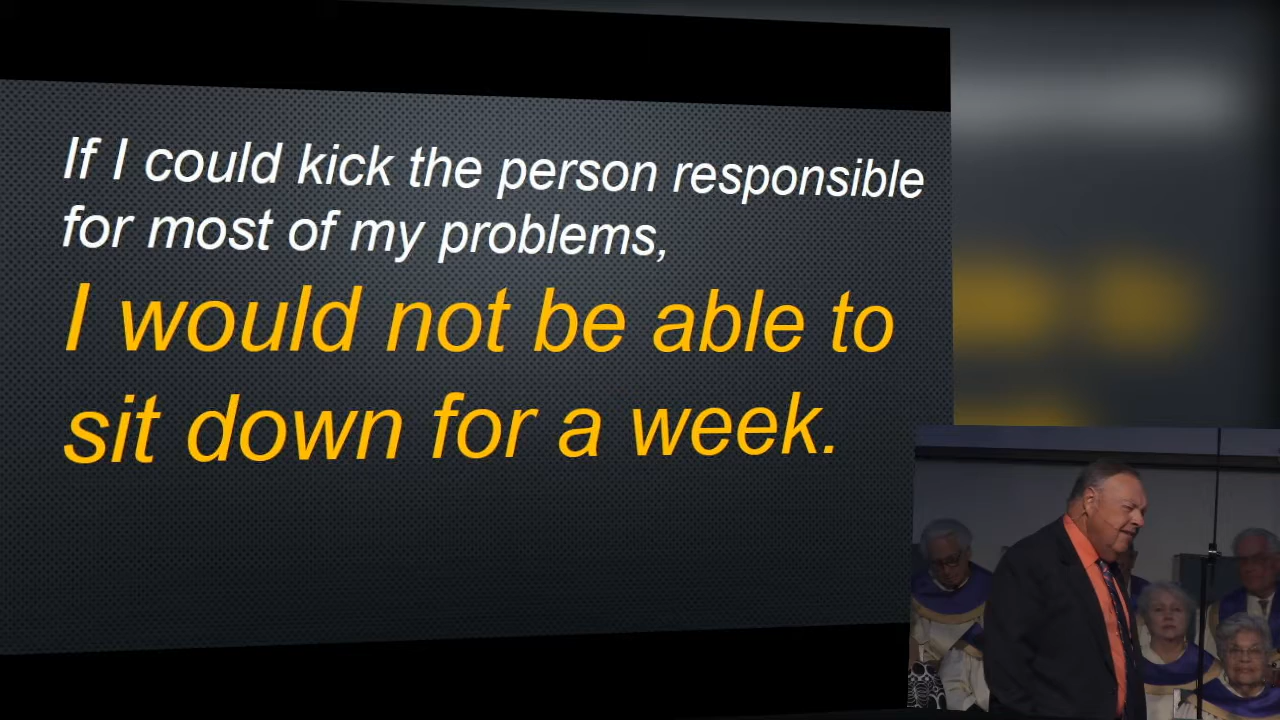 If I could kick the person responsible
for most of my problems,
I would not be able to
sit down for a week.